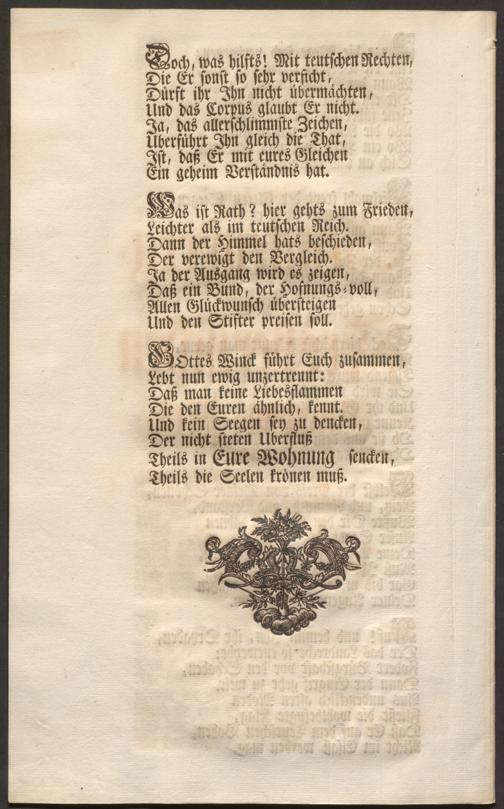 Doch, was hilfts! Mit teutschen Rechten,
Die Er sonst so sehr verficht,
Dürft ihr Ihn nicht übermächten,
Und das Corpus glaubt Er nicht.
Ja, das allerschlimmste Zeichen,
Uberführt Ihn gleich die That,
Ist, daß Er mit eures Gleichen
Ein geheim Verständnis hat.
Was ist Rath? hier gehts zum Frieden,
Leichter als im teutschen Reich.
Dann der Himmel hats beschieden,
Der verewigt den Vergleich.
Ja der Ausgang wird es zeigen,
Daß ein Bund, der Hofnungs-voll,
Allen Glückwunsch übersteigen
Und den Stifter preisen soll.
GOttes Winck führt Euch zusammen,
Lebt nun ewig unzertrennt:
Daß man keine Liebesflammen
Die den Euren ähnlich, kennt.
Und kein Seegen sey zu dencken,
Der nicht steten Uberfluß
Theils in Eure Wohnung sencken,
Theils die Seelen krönen muß.